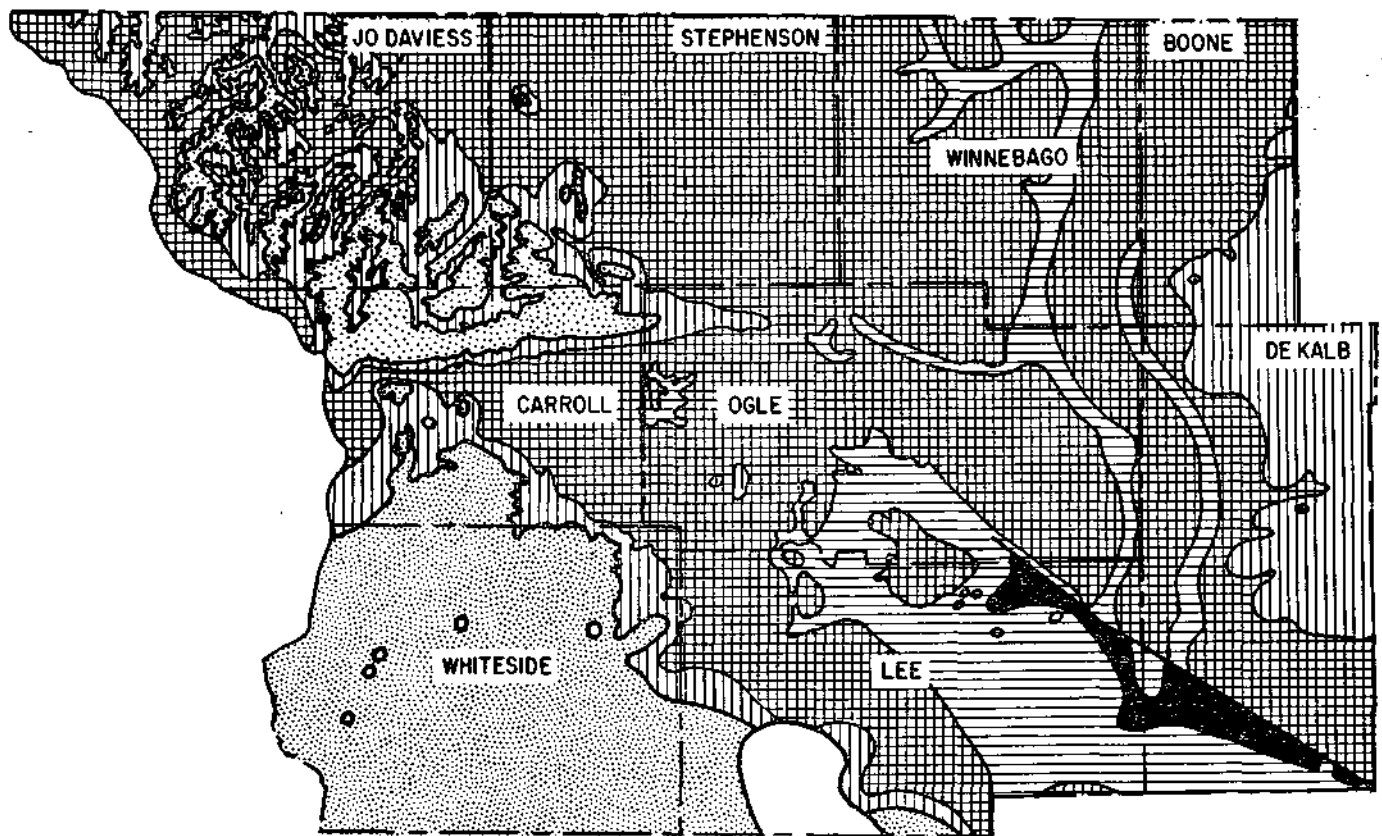 JO DAVIESS
STEPHENSON
BOONE
WINNEBAGO
DE KALB
CARROLL
OGLE
WHITESIDE
LEE